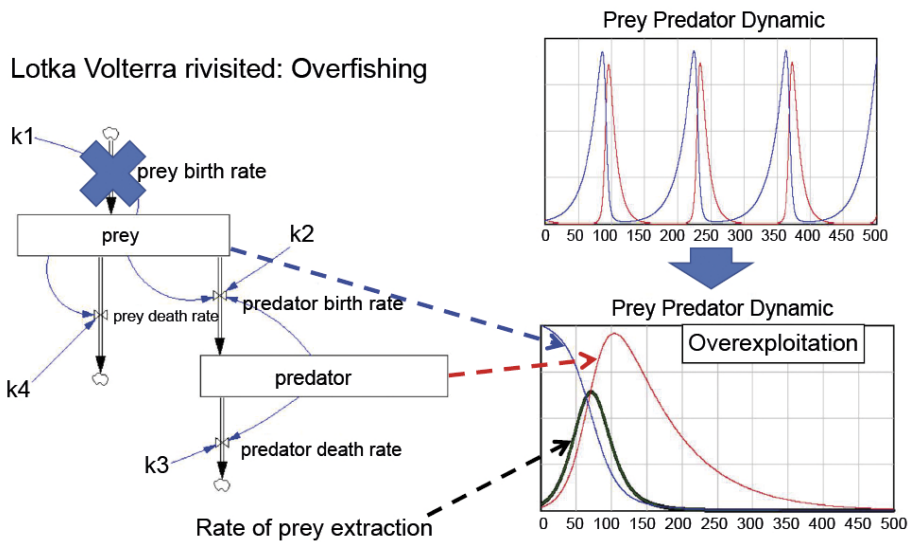 Prey Predator Dynamic
Lotka Volterra rivisited: Overfishing
k1
prey birth rate
prey
k2
predator birth rate
prey death rate
k4
predator
predator death rate
k3
Rate of prey extraction
0 50 100 150 200 250 300 350 400 450 500
Prey Predator Dynamic
Overexploitation
0 50 100 150 200 250 300 350 400 450 500